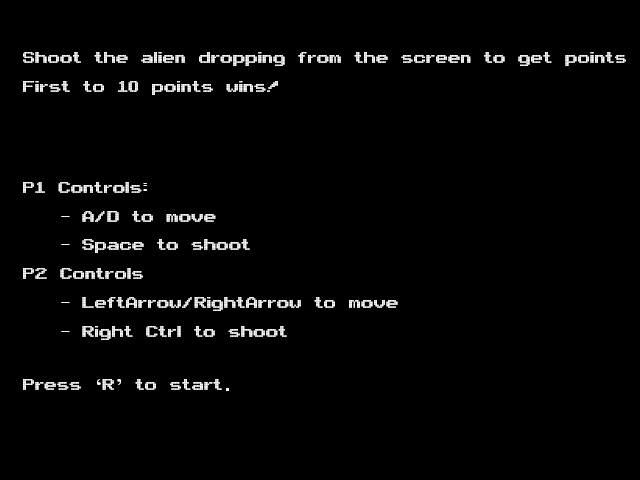 Shoot the alien dropping from the screen to get points
First to 10 points wins!
P1 Controls:
- A/D to move
- Space to shoot
P2 Controls
- LeftArrow/RightArrow to move
- Right Ctrl to shoot
Press ‘R’ to start.